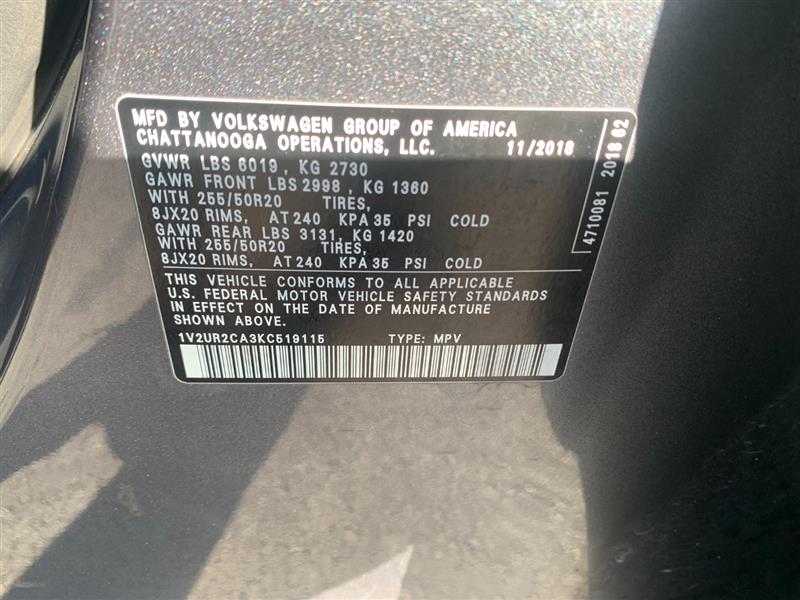 MFD BY VOLKSWAGEN GROUP OF AMERICA
CHATTANOOGA OPERATIONS, LLC. 11/2018
GVWR LBS 6019, KG 2730
GAWR FRONT LBS 2998, KG 1360
WITH 255/50R20 TIRES,
8JX20 RIMS, AT 240 KPA 35 PSI COLD
GAWR REAR LBS 3131, KG 1420
WITH 255/50R20 TIRES,
8JX20 RIMS, AT 240 KPA 35 PSI COLD
THIS VEHICLE CONFORMS TO ALL APPLICABLE
U.S. FEDERAL MOTOR VEHICLE SAFETY STANDARDS
IN EFFECT ON THE DATE OF MANUFACTURE
SHOWN ABOVE.
1V2UR2CA3KC519115 TYPE: MPV
4710081 2018 62